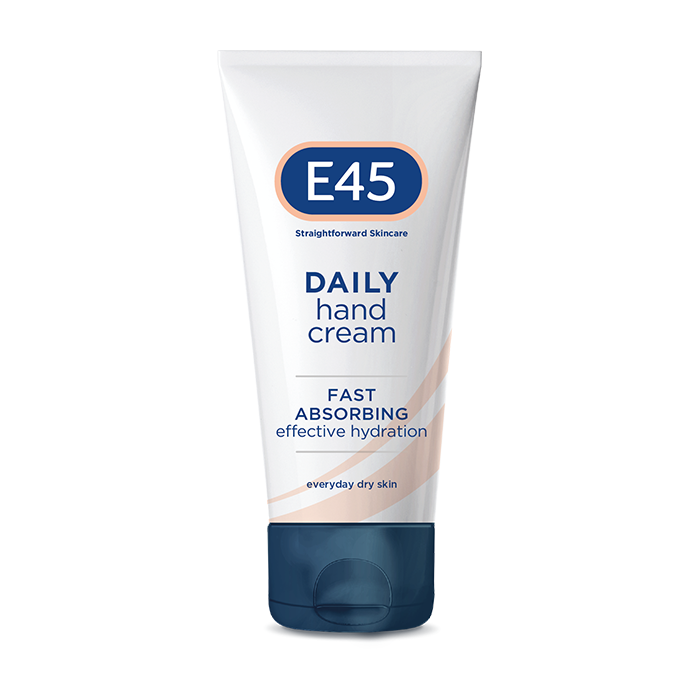 E45
Straightforward Skincare
DAILY
hand
cream
FAST
ABSORBING
effective hydration
everyday dry skin